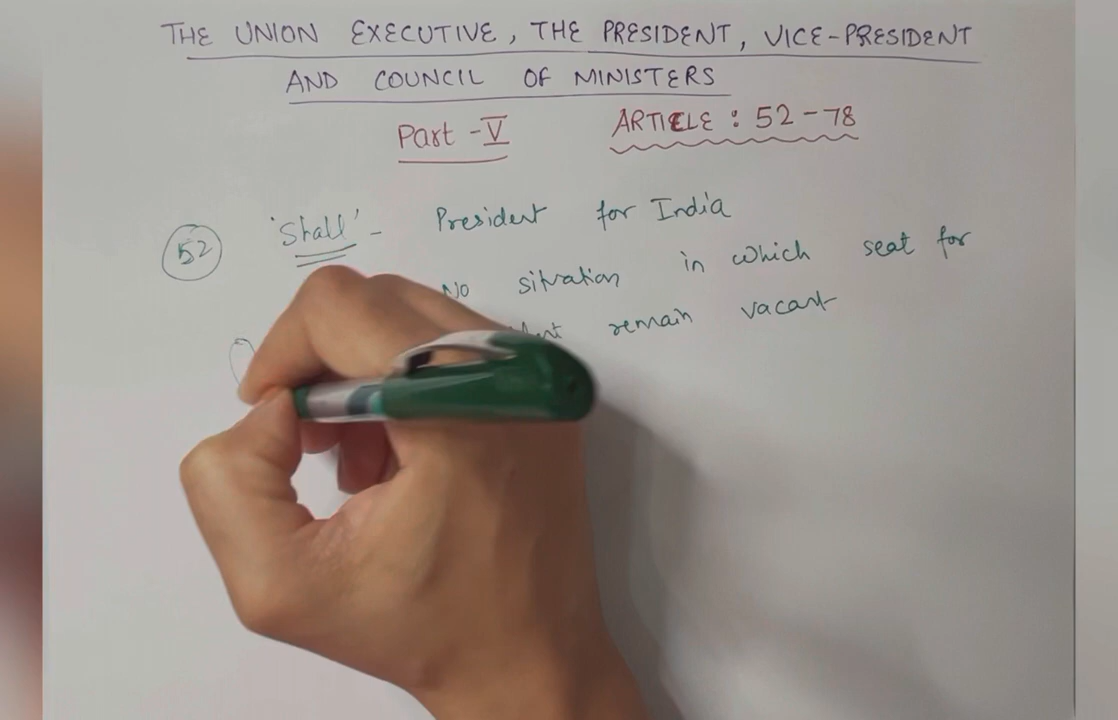 THE UNION EXECUTIVE, THE PRESIDENT, VICE-PRESIDENT
AND COUNCIL OF MINISTERS
Part - V ARTICLE : 52-78
52 'Shall' - President for India
No situation in which seat for
remain vacant